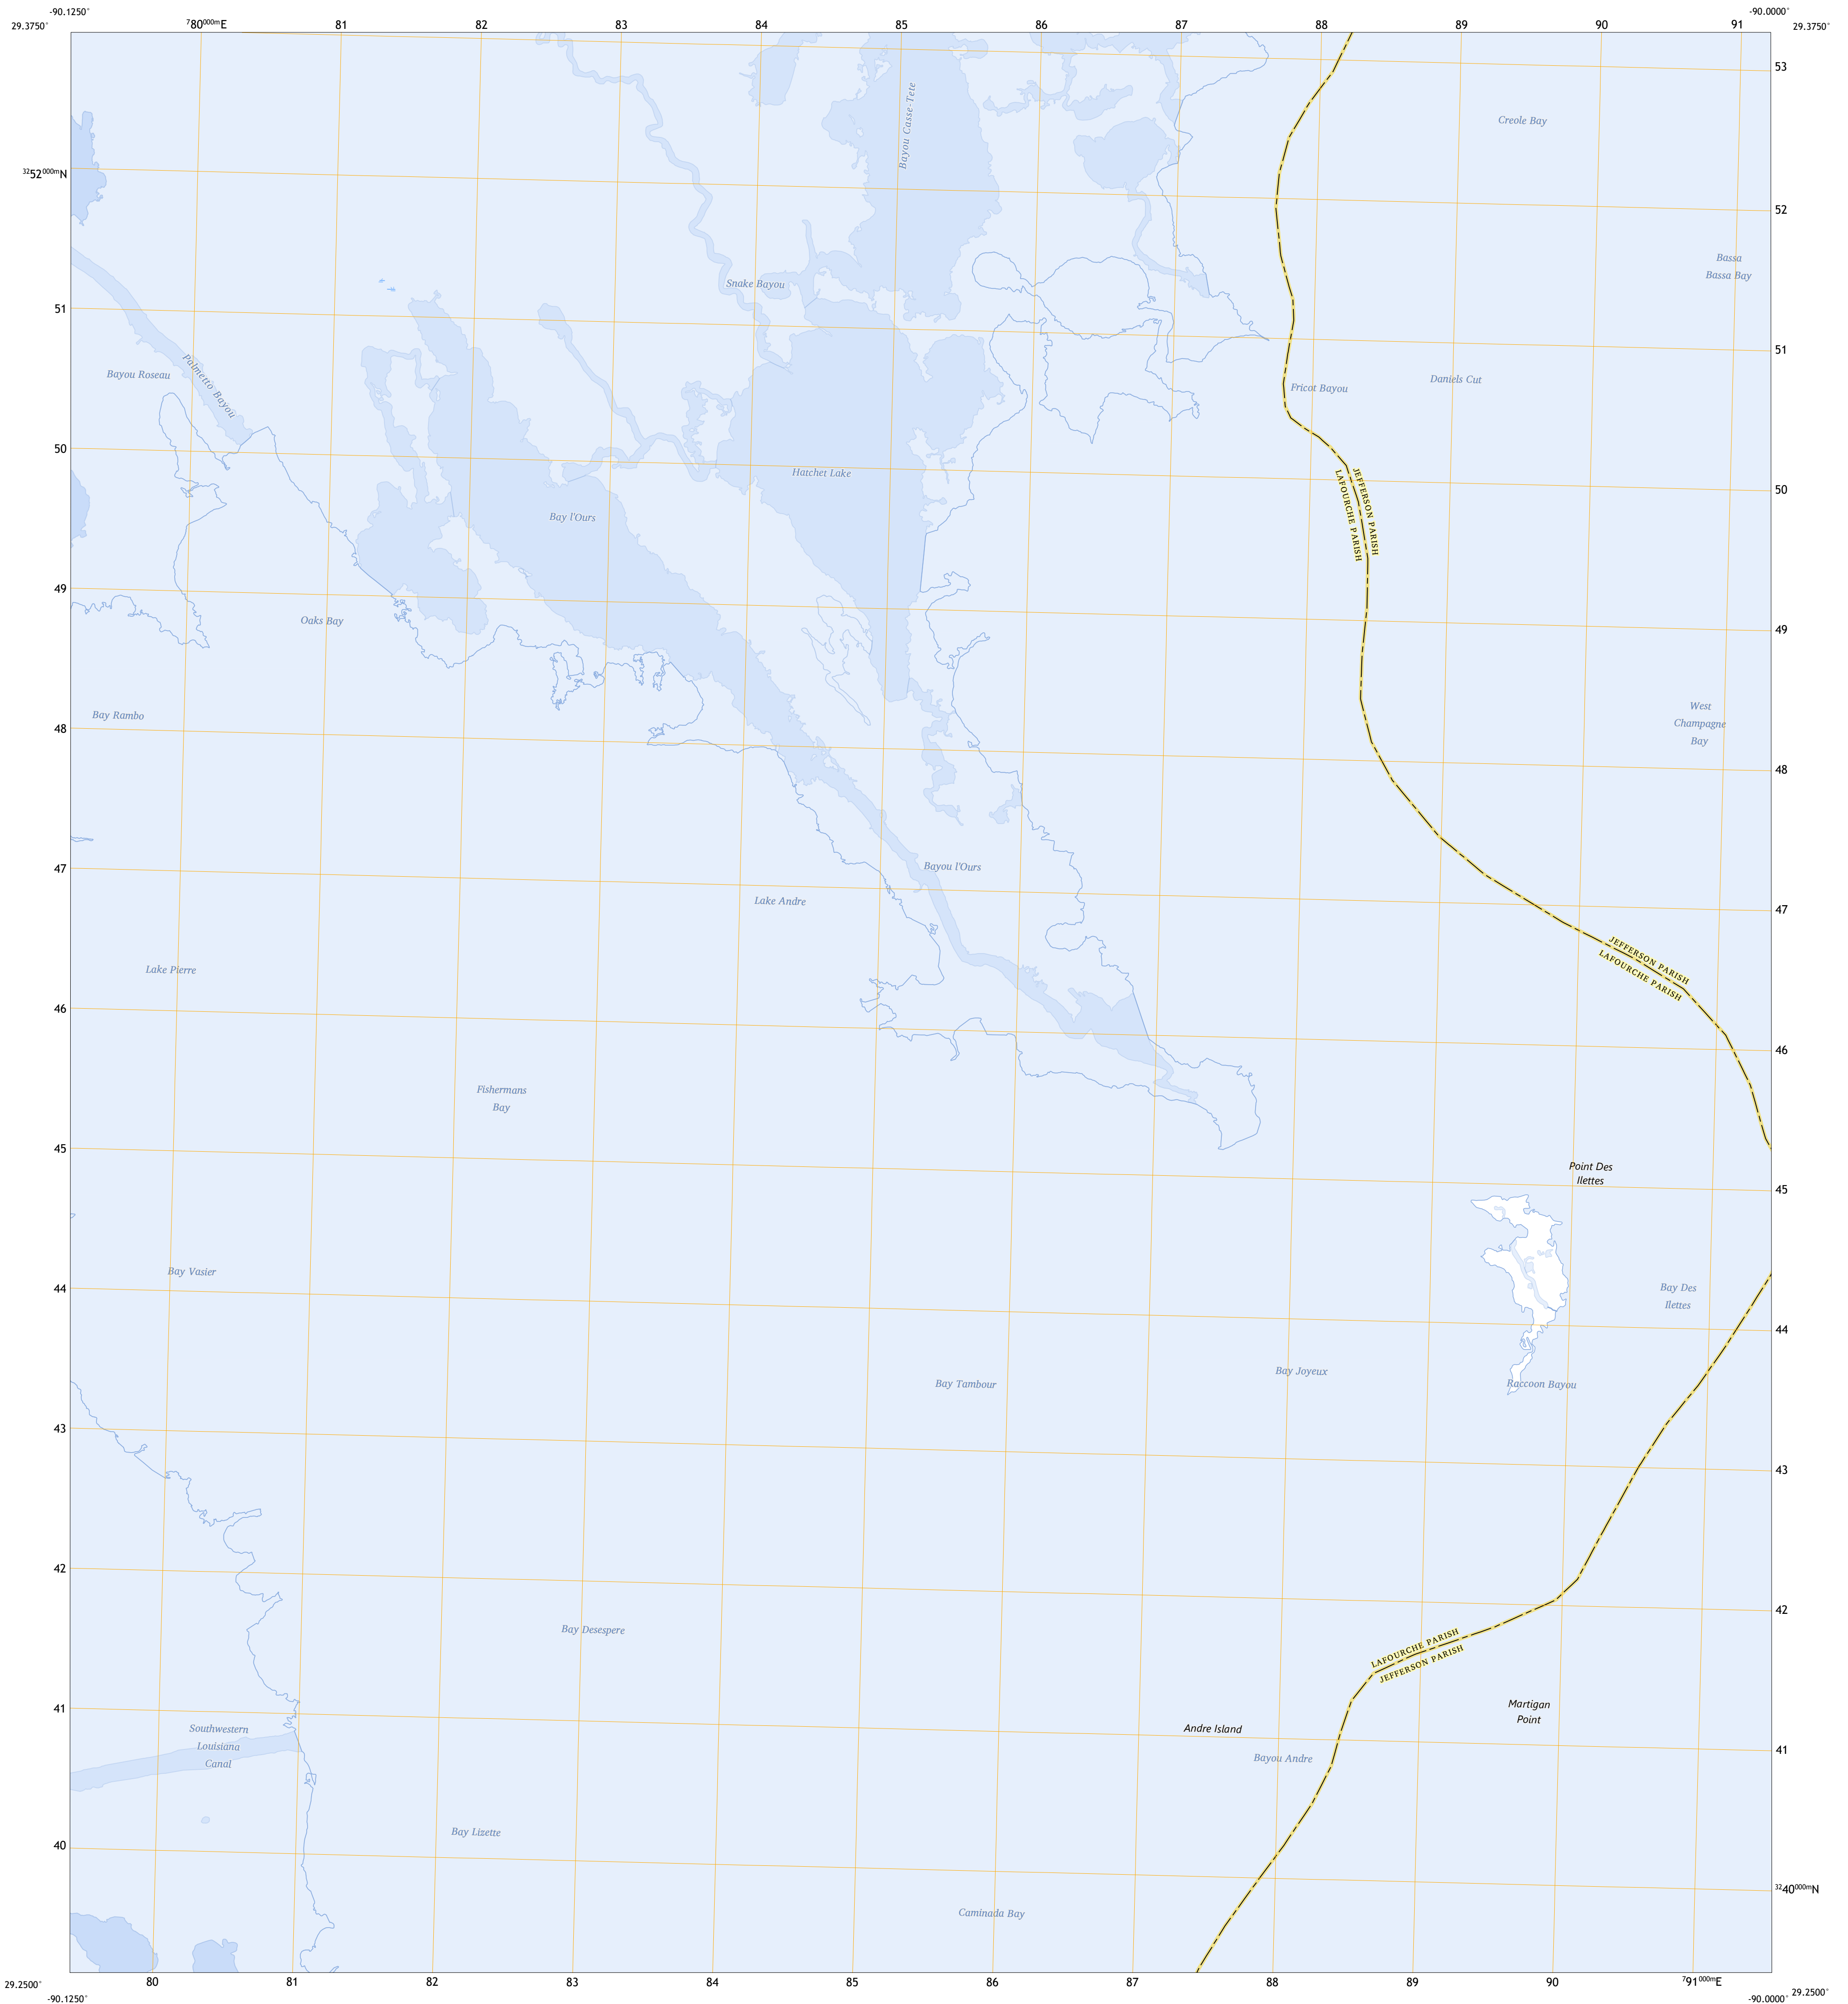 -90.1250°
-90.0000°
29.3750°
780000mE
81
82
83
84
85
86
87
88
89
90
91
29.3750°
53
Creole Bay
Bayou Casse-Tete
3252000mN
52
Bassa
Bassa Bay
Snake Bayou
51
51
Palmetto Bayou
Bayou Roseau
Fricot Bayou
Daniels Cut
50
Hatchet Lake
50
JEFFERSON PARISH
LAFOURCHE PARISH
Bay l'Ours
49
Oaks Bay
49
Bay Rambo
West
Champagne
Bay
48
48
47
Bayou l'Ours
Lake Andre
47
JEFFERSON PARISH
LAFOURCHE PARISH
Lake Pierre
46
46
Fishermans
Bay
45
Point Des
Ilettes
45
Bay Vasier
44
Bay Des
Ilettes
44
Bay Joyeux
Bay Tambour
Raccoon Bayou
43
43
42
42
Bay Desespere
LAFOURCHE PARISH
JEFFERSON PARISH
41
Martigan
Point
Southwestern
Louisiana
Canal
Andre Island
Bayou Andre
41
Bay Lizette
40
3240000mN
Caminada Bay
29.2500°
80
81
82
83
84
85
86
87
88
89
90
791000mE
29.2500°
-90.1250°
-90.0000°